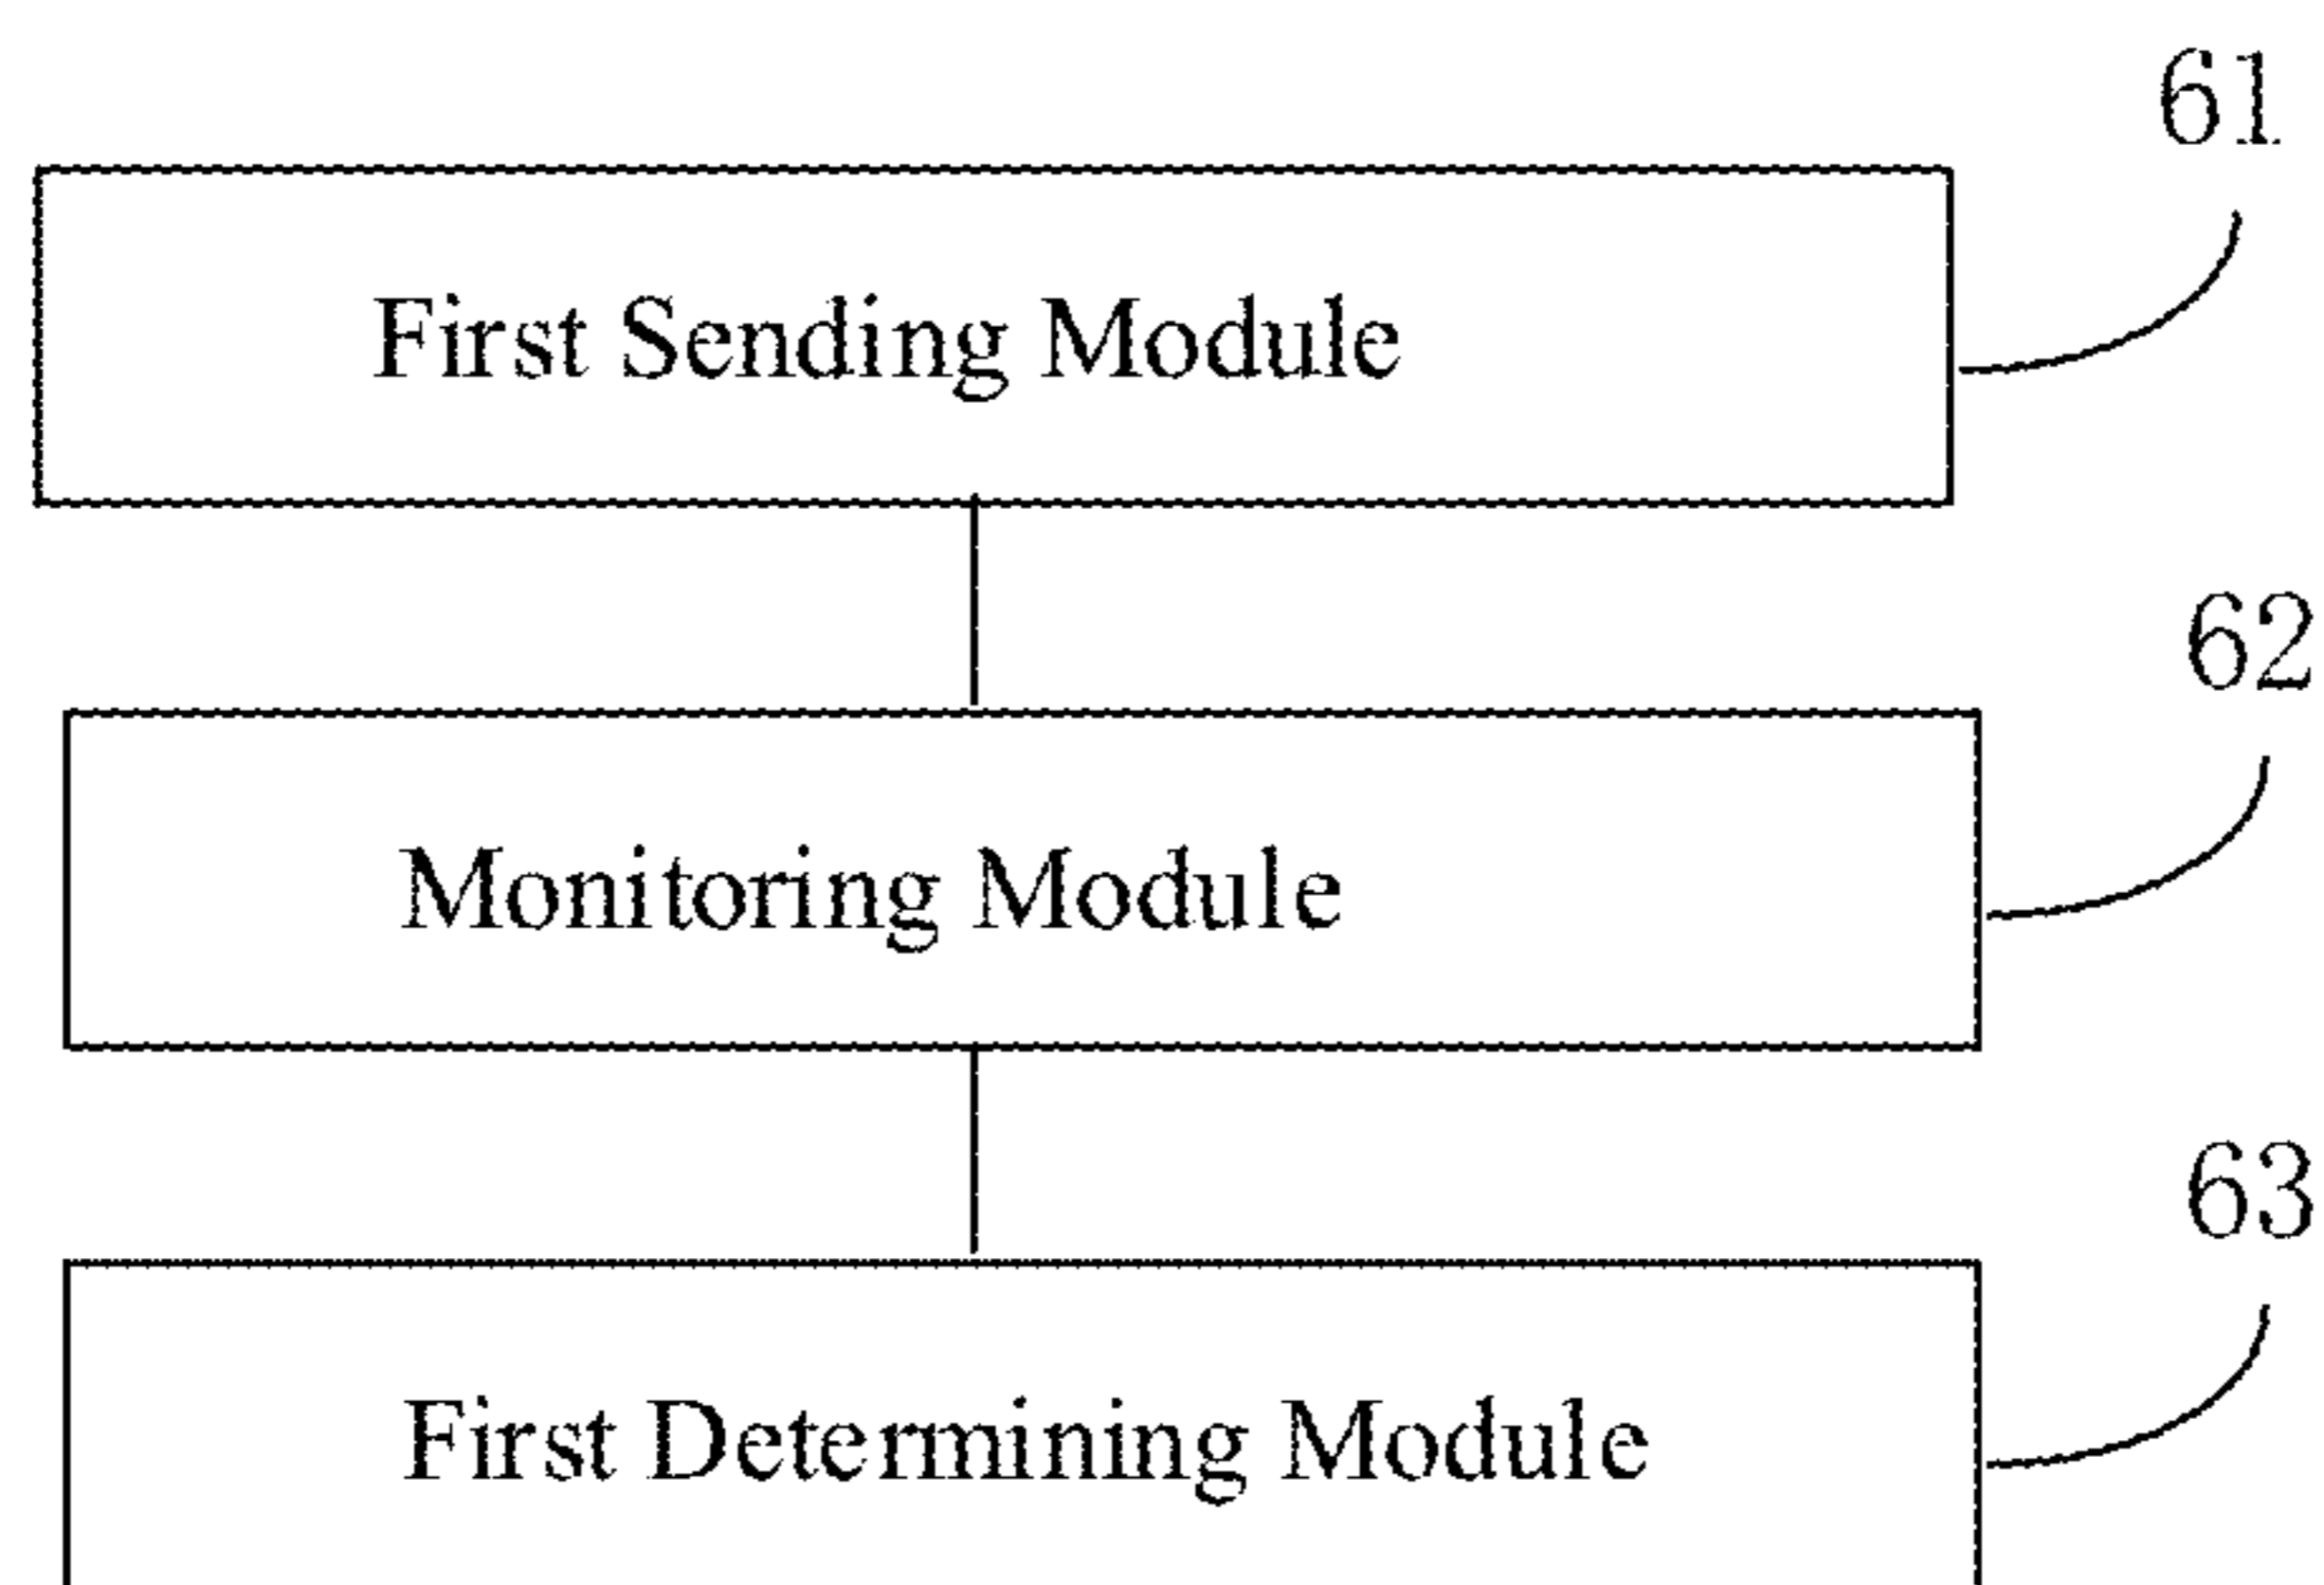 61
First Sending Module
62
Monitoring Module
63
First Determining Module